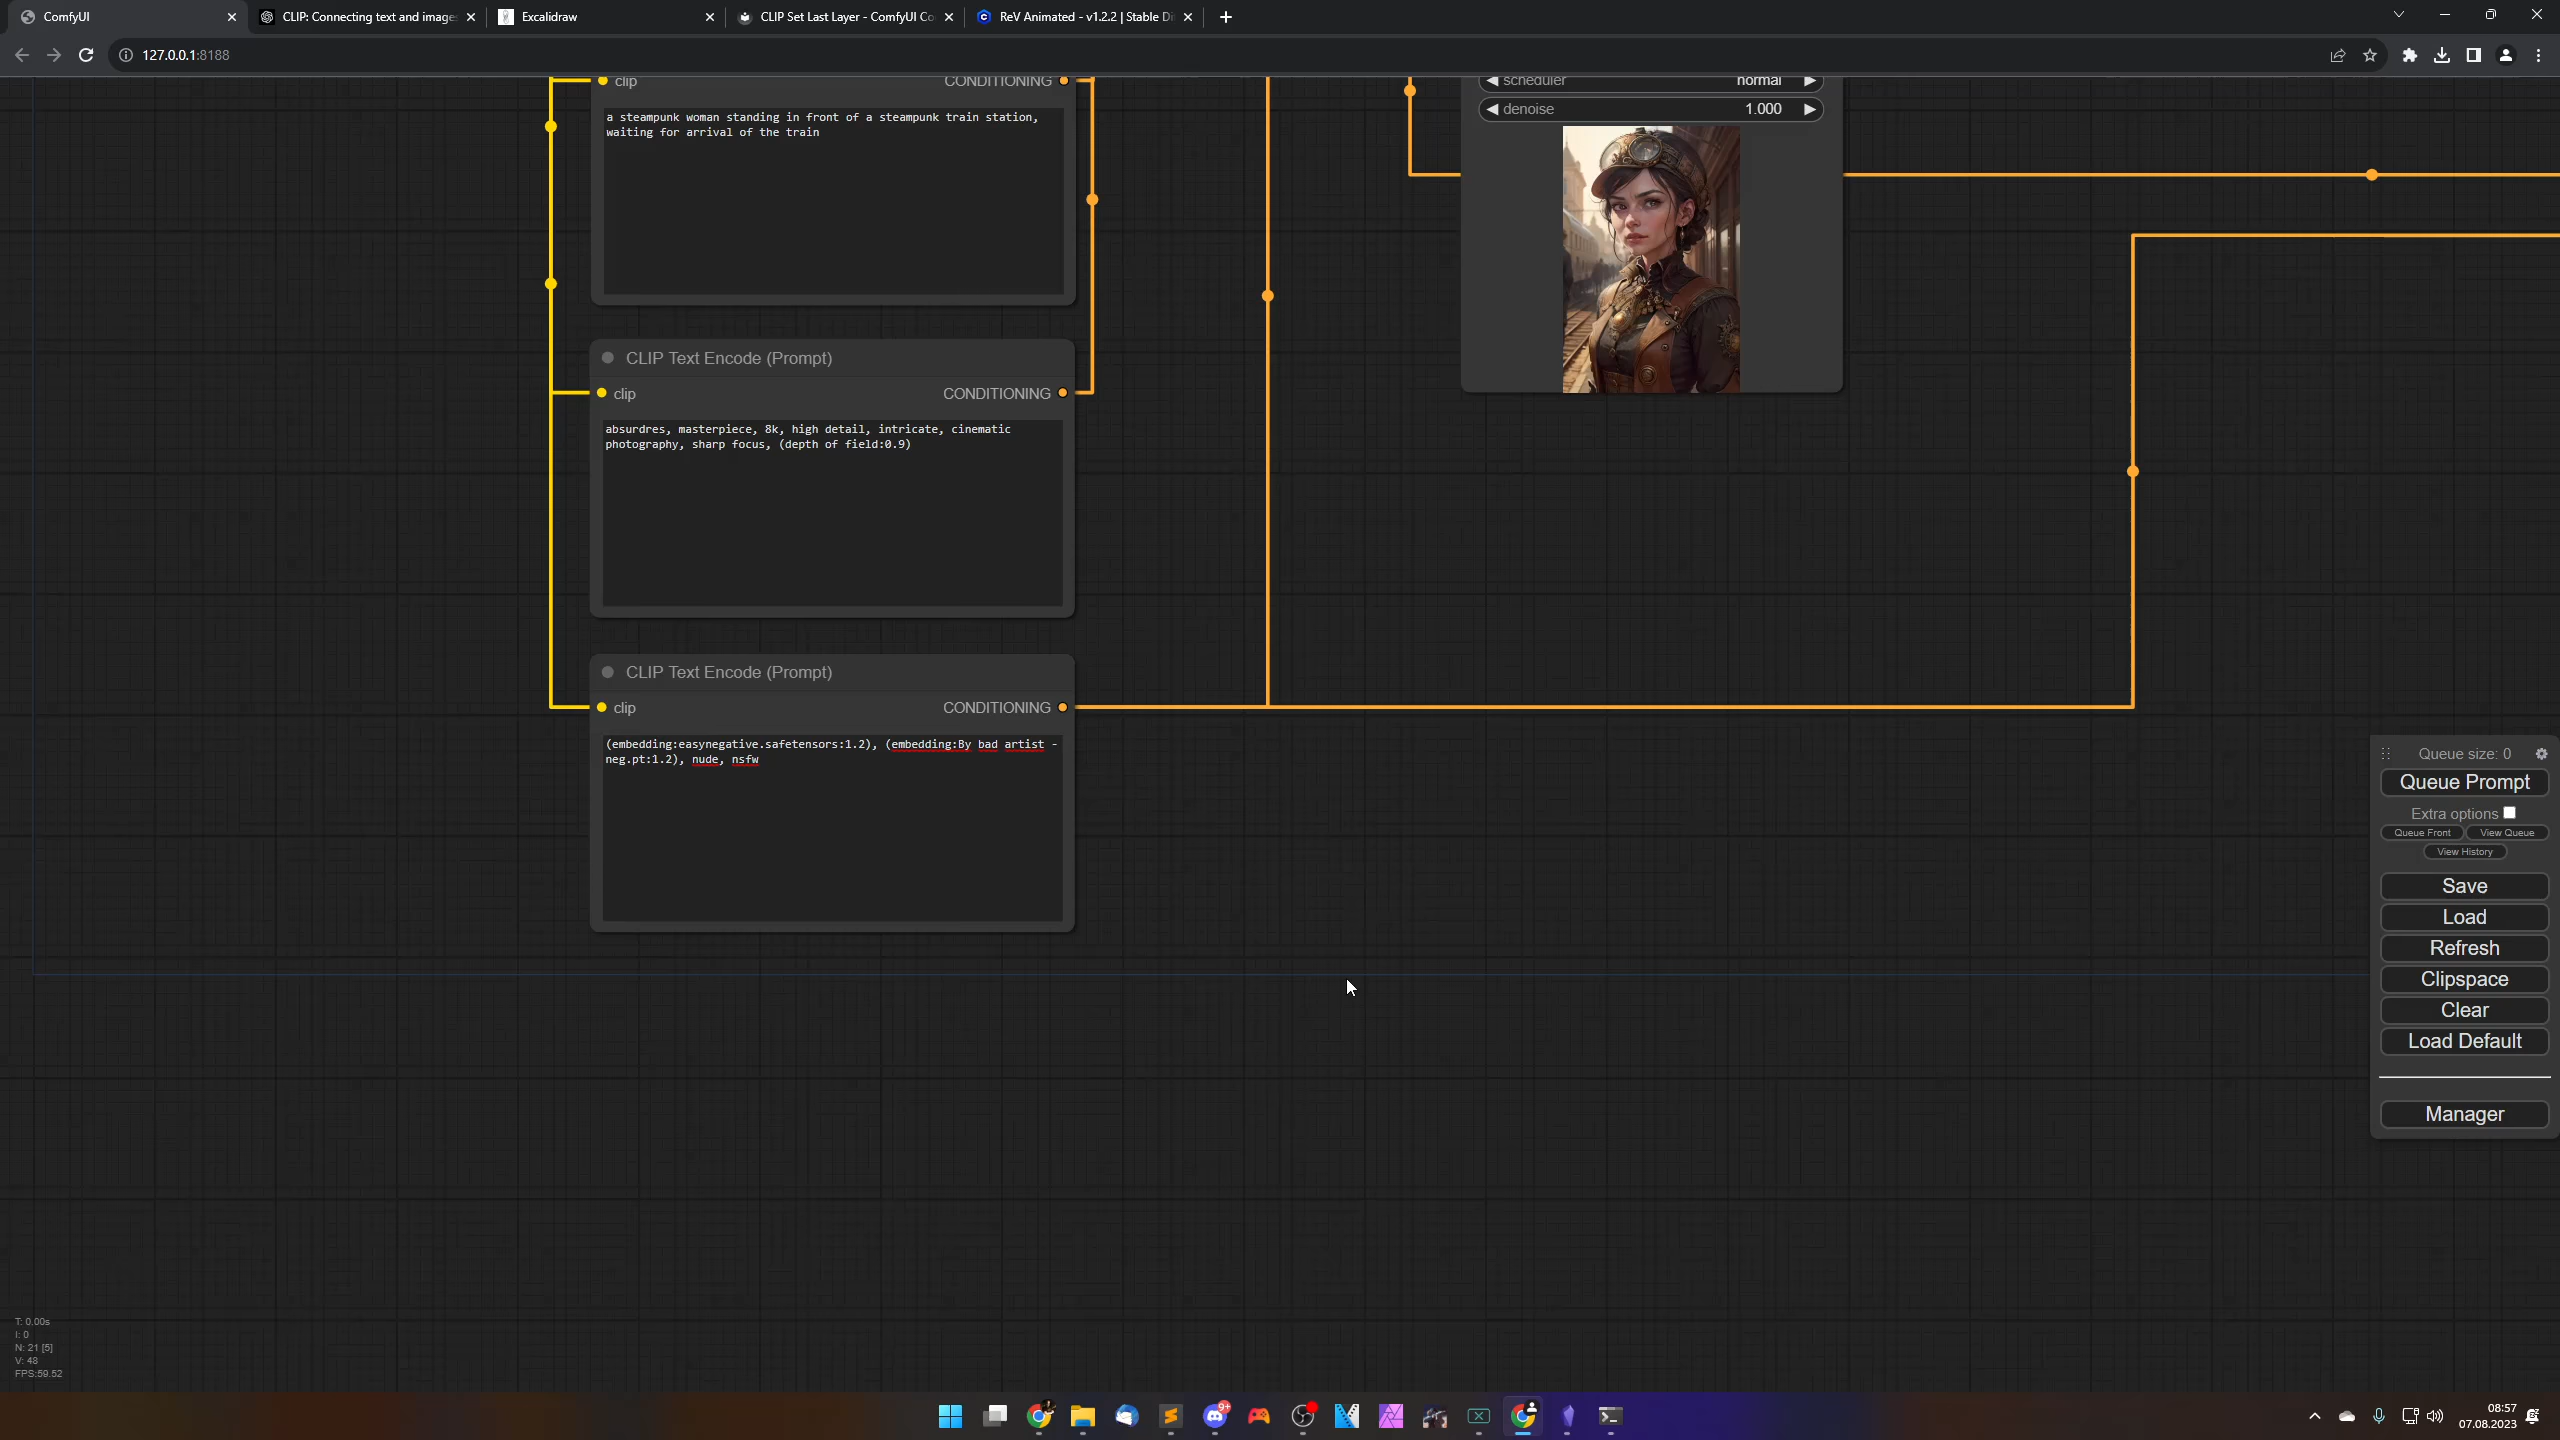 ComfyUI
CLIP: Connecting text and image
Excalidraw
CLIP Set Last Layer - ComfyUI Co
ReV Animated - v1.2.2 | Stable Di
127.0.0.1:8188
clip
CONDITIONING
a steampunk woman standing in front of a steampunk train station,
waiting for arrival of the train
scheduler
normal
denoise
1.000
CLIP Text Encode (Prompt)
clip
CONDITIONING
absurdres, masterpiece, 8k, high detail, intricate, cinematic
photography, sharp focus, (depth of field:0.9)
CLIP Text Encode (Prompt)
clip
CONDITIONING
(embedding:easynegative.safetensors:1.2), (embedding:By bad artist -
neg.pt:1.2), nude, nsfw
Queue size: 0
Queue Prompt
Extra options
Queue Front
View Queue
View History
Save
Load
Refresh
Clipspace
Clear
Load Default
Manager
T: 0.00s
I: 0
N: 21 [5]
V: 48
FPS:59.52
9+
08:57
07.08.2023